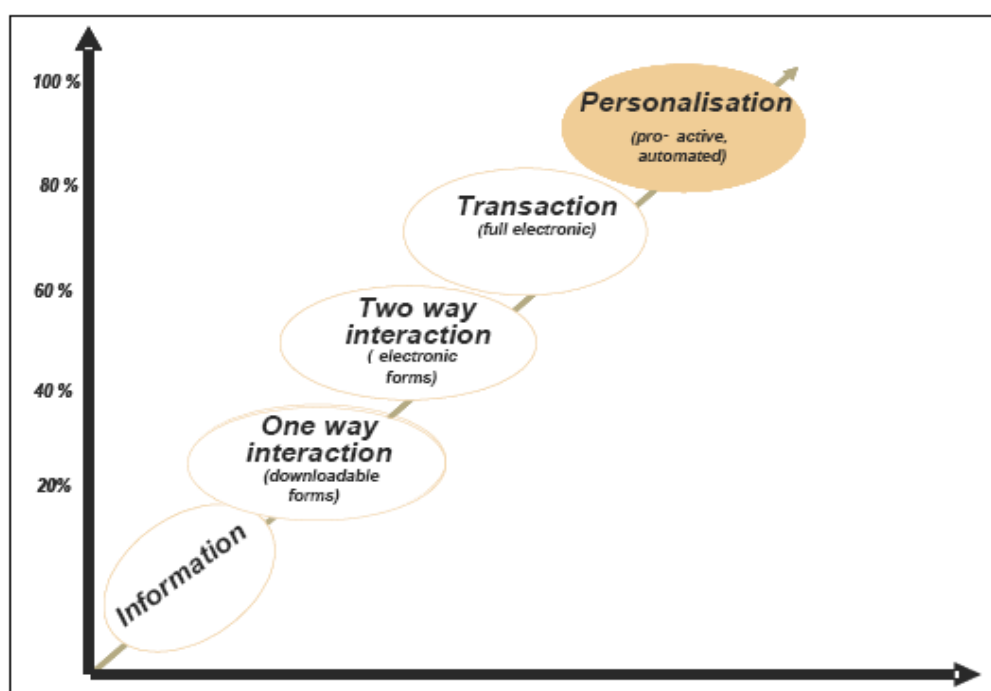 100 %
Personalisation
(pro- active,
automated)
80 %
Transaction
(full electronic)
60 %
Two way
interaction
( electronic
forms)
40 %
One way
interaction
(downloadable
forms)
20%
Information